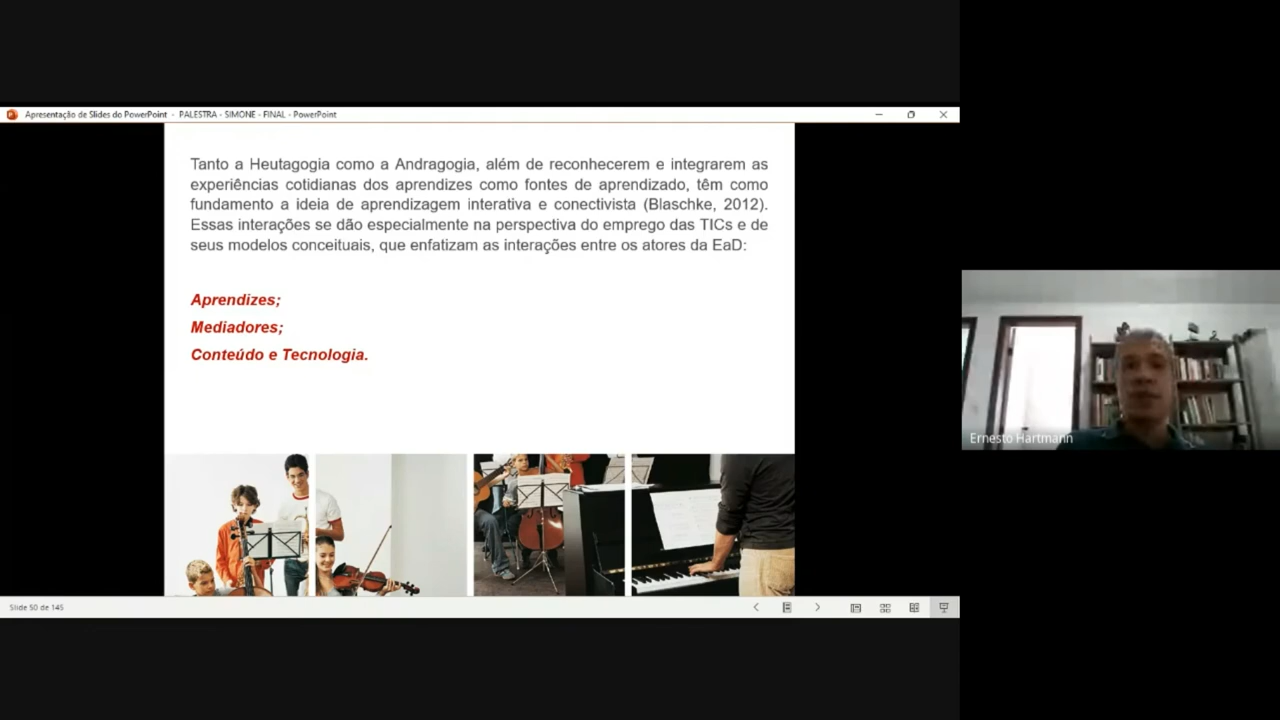 Apresentação de Slides do PowerPoint - PALESTRA - SIMONE - FINAL - PowerPoint
Tanto a Heutagogia como a Andragogia, além de reconhecerem e integrarem as
experiências cotidianas dos aprendizes como fontes de aprendizado, têm como
fundamento a ideia de aprendizagem interativa e conectivista (Blaschke, 2012).
Essas interações se dão especialmente na perspectiva do emprego das TICs e de
seus modelos conceituais, que enfatizam as interações entre os atores da EaD:
Aprendizes;
Mediadores;
Conteúdo e Tecnologia.
Ernesto Hartmann
Slide 50 de 145